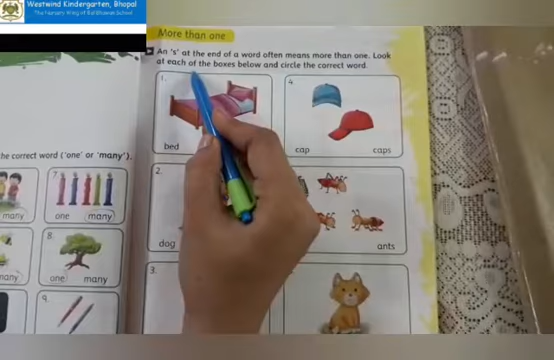 Westwind Kindergarten, Bhopal
The Nursery Wing of Bal Bhawan School
More than one
An 's' at the end of a word often means more than one. Look
at each of the boxes below and circle the correct word.
1.
4.
bed
cap
caps
2.
dog
ants
3.
he correct word ('one' or 'many').
7.
many
one
many
8.
many
one
many
9.